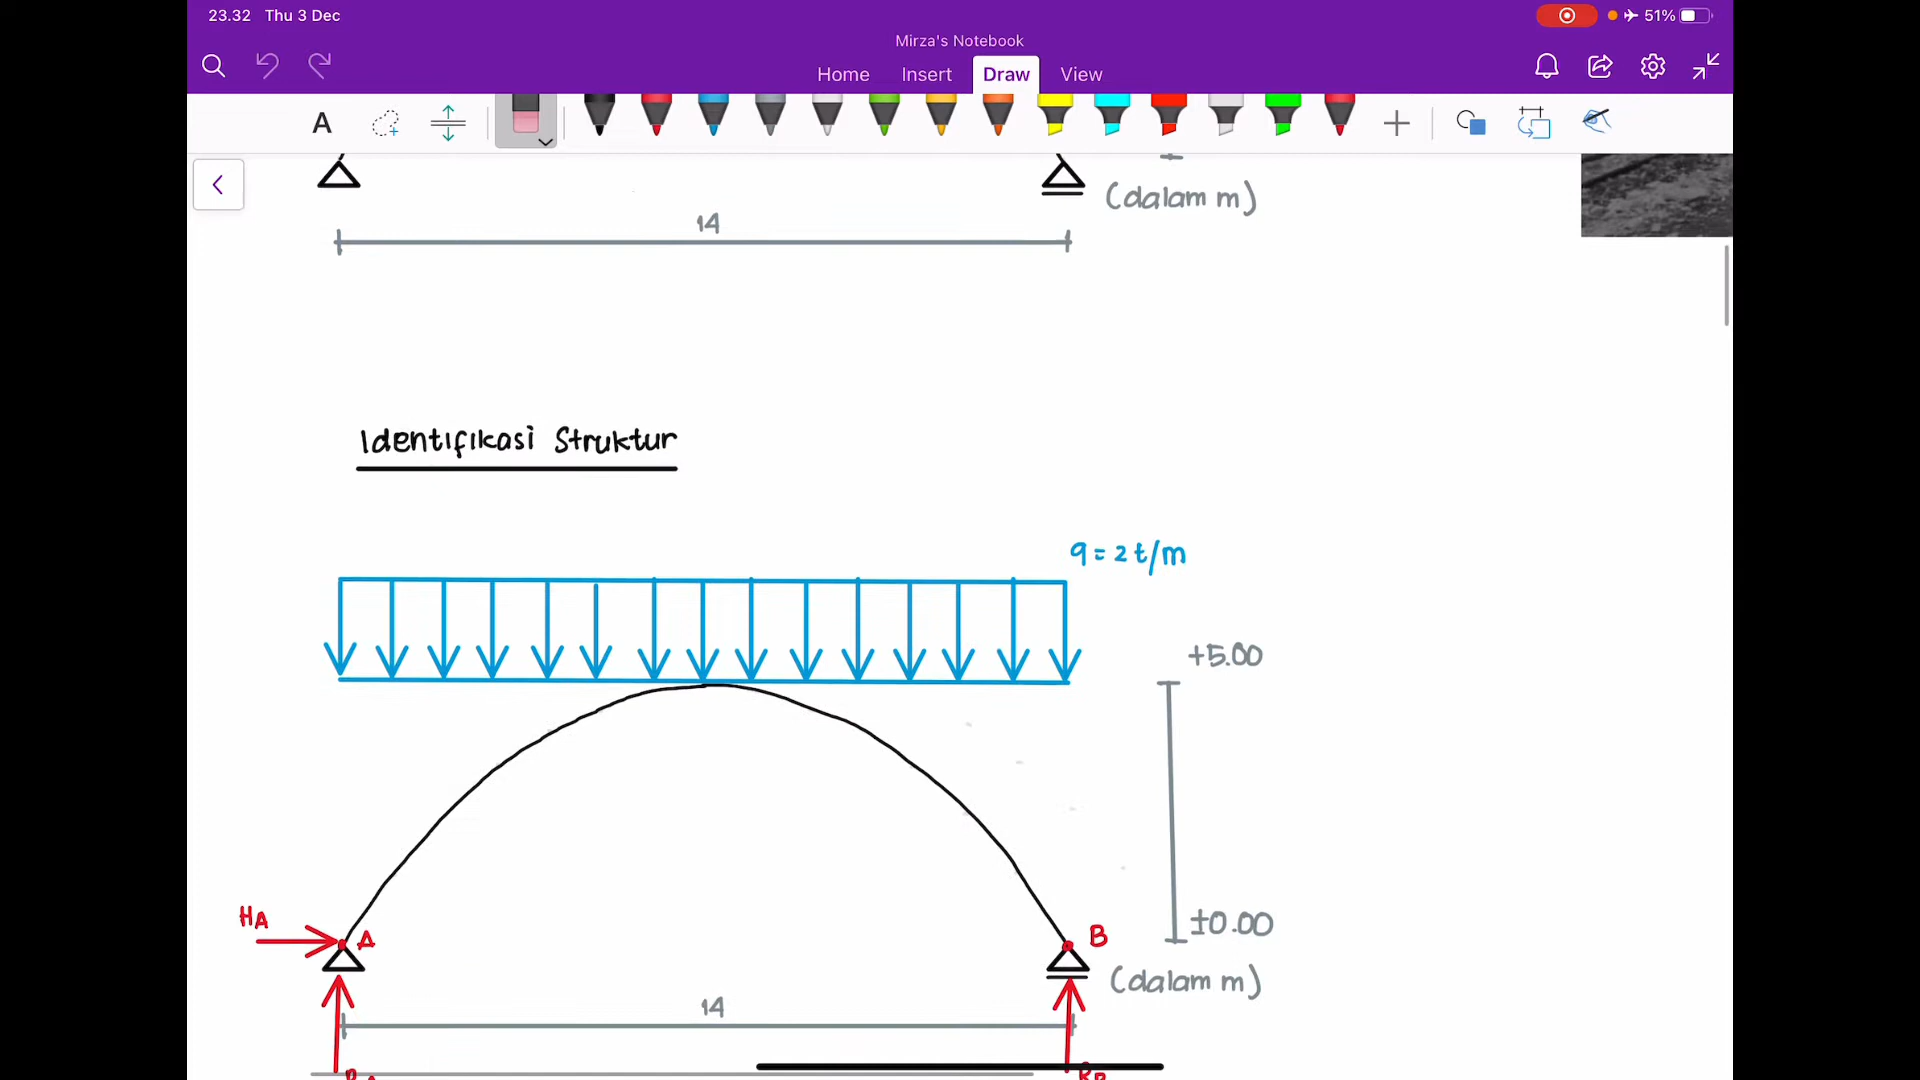 23.32 Thu 3 Dec
51%
Mirza's Notebook
Home Insert Draw View
A
(dalam m)
14
Identifikasi Struktur
q = 2 t/m
+5.00
HA
A
B
±0.00
(dalam m)
14